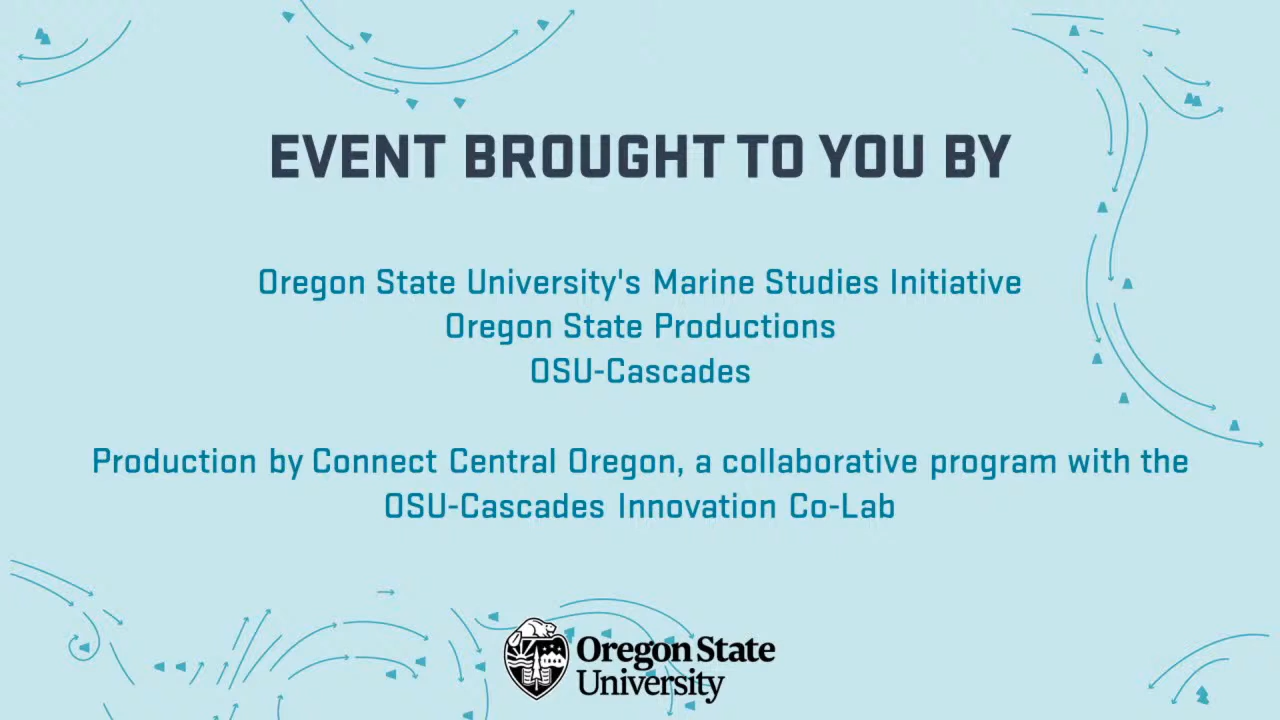 EVENT BROUGHT TO YOU BY
Oregon State University's Marine Studies Initiative
Oregon State Productions
OSU-Cascades
Production by Connect Central Oregon, a collaborative program with the
OSU-Cascades Innovation Co-Lab
Oregon State
University